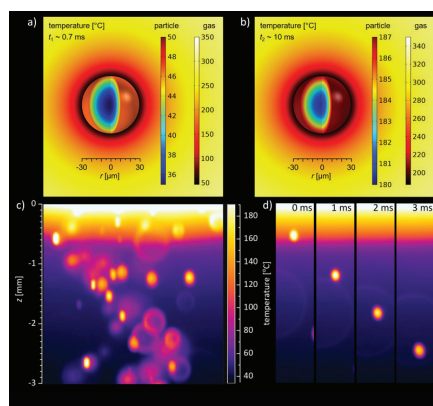 a) temperature [°C] particle gas
t₁ ~ 0.7 ms
50 350
48 300
46 250
44 200
42
40 150
38 100
36 50
-30 0 30
r [µm]
b) temperature [°C] particle gas
t₂ ~ 10 ms
187 340
186 320
185 300
184 280
183 260
182 240
181 220
180 200
180
-30 0 30
r [µm]
c)
0
-1
-2
-3
z [mm]
180
160
140
120
100
80
60
40
temperature [°C]
d) 0 ms 1 ms 2 ms 3 ms